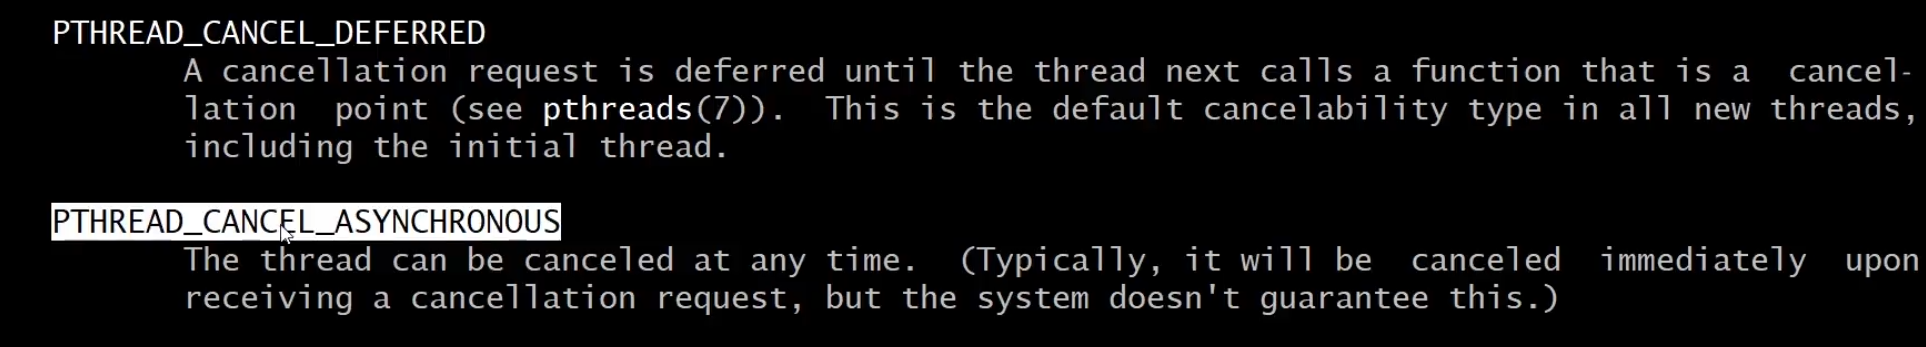 PTHREAD_CANCEL_DEFERRED
A cancellation request is deferred until the thread next calls a function that is a  cancel-
lation  point (see pthreads(7)).  This is the default cancelability type in all new threads,
including the initial thread.
PTHREAD_CANCEL_ASYNCHRONOUS
The thread can be canceled at any time.  (Typically, it will be  canceled  immediately  upon
receiving a cancellation request, but the system doesn't guarantee this.)